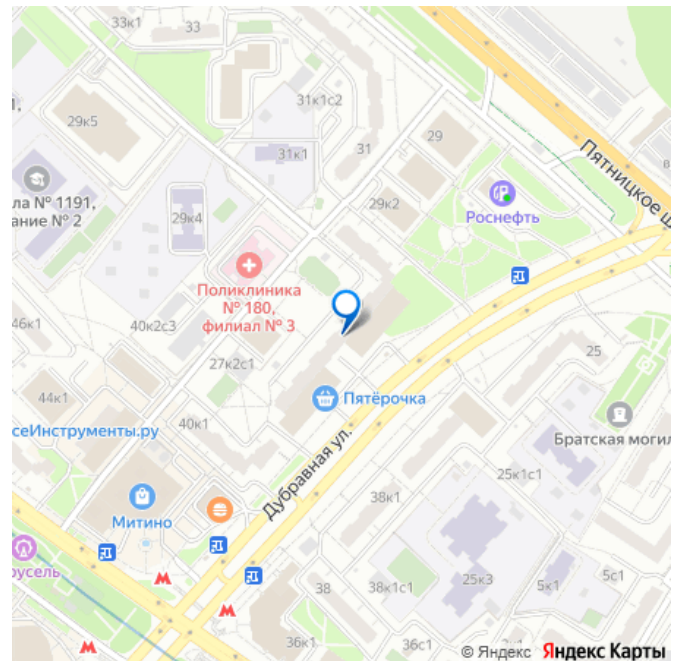 33к1
33
31к1с2
29к5
31к1
31
29
Пятницкое ш
Роснефть
ла № 1191,
ание № 2
29к4
29к2
Поликлиника
№ 180,
филиал № 3
46к1
40к2с3
27к2с1
25
44к1
Пятёрочка
сеИнструменты.ру
40к1
Братская могил
Дубравная ул.
25к1с1
38к1
Митино
русель
38
38к1с1
25к3
5к1
5с1
36к1
36с1
© Яндекс Яндекс Карты